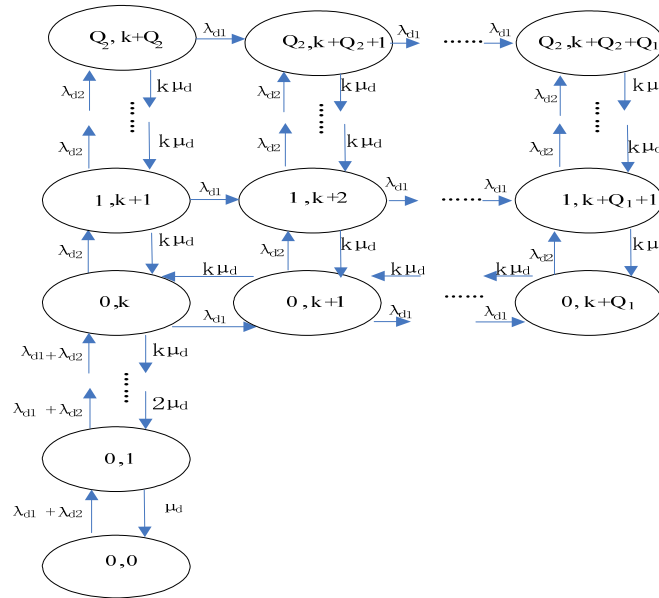 Q₂, k+Q₂ λd1 Q₂, k+Q₂+1 λd1 ...... λd1 Q₂, k+Q₂+Q₁
λd2 kμd λd2 kμd λd2 kμd
λd2 kμd λd2 kμd λd2 kμd
1, k+1 λd1 1, k+2 λd1 ...... λd1 1, k+Q₁+1
λd2 kμd λd2 kμd λd2 kμd
kμd kμd kμd
0, k 0, k+1 ...... 0, k+Q₁
λd1 λd1 λd1
λd1+λd2 kμd
λd1+λd2 2μd
0, 1
λd1+λd2 μd
0, 0